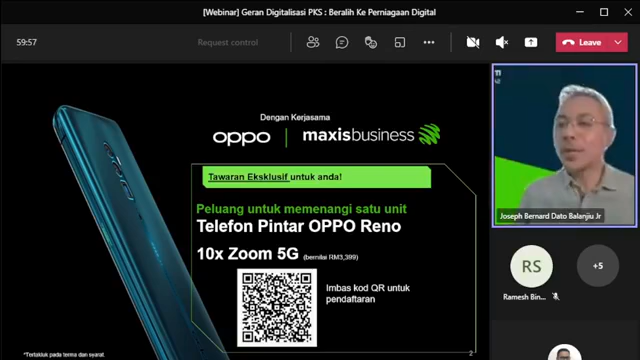 [Webinar] Geran Digitalisasi PKS : Beralih Ke Perniagaan Digital
59:57
Request control
Leave
Dengan Kerjasama
oppo
maxisbusiness
Tawaran Eksklusif untuk anda!
Peluang untuk memenangi satu unit
Telefon Pintar OPPO Reno
10x Zoom 5G (bernilai RM3,399)
Imbas kod QR untuk
pendaftaran
*Tertakluk pada terma dan syarat.
2
Joseph Bernard Dato Balanjiu Jr
RS
Ramesh Bin...
+5